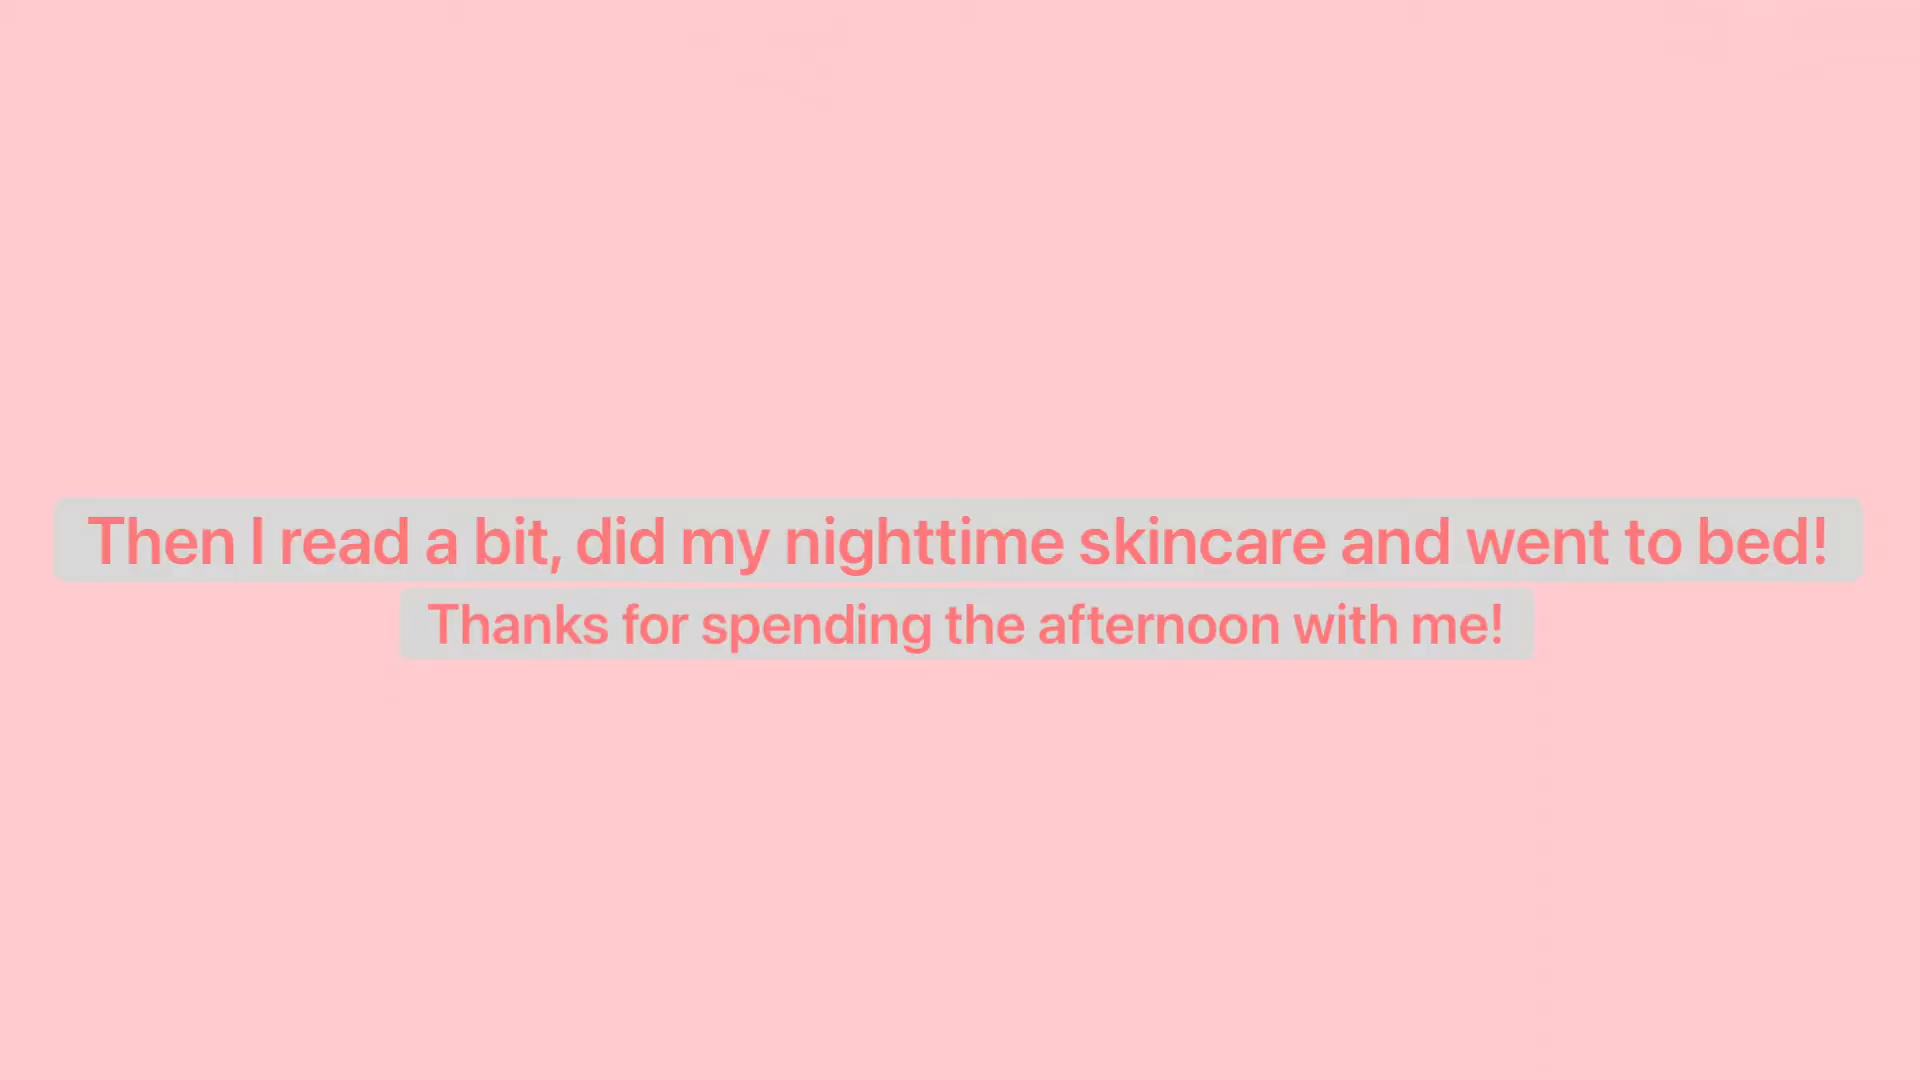 Then I read a bit, did my nighttime skincare and went to bed!
Thanks for spending the afternoon with me!